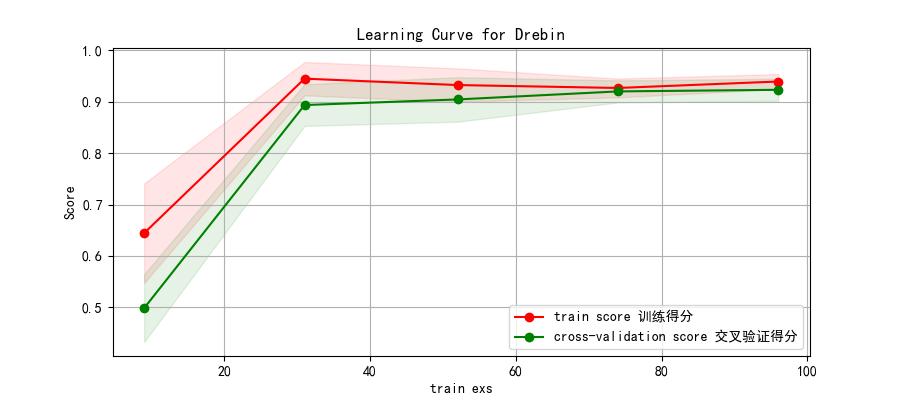 Learning Curve for Drebin
Score
1.0
0.9
0.8
0.7
0.6
0.5
train score 训练得分
cross-validation score 交叉验证得分
20
40
60
80
100
train exs